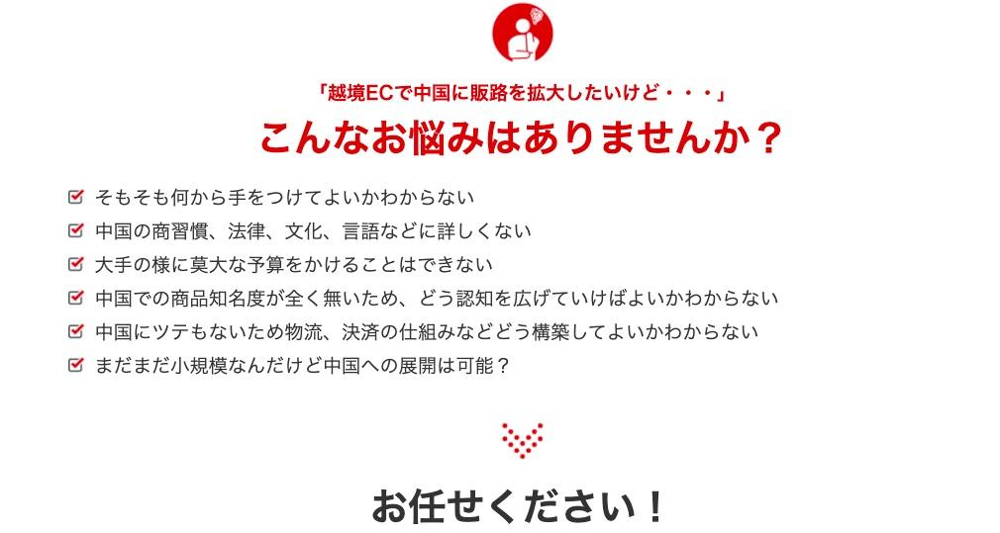 「越境ECで中国に販路を拡大したいけど・・・」
こんなお悩みはありませんか？
そもそも何から手をつけてよいかわからない
中国の商習慣、法律、文化、言語などに詳しくない
大手の様に莫大な予算をかけることはできない
中国での商品知名度が全く無いため、どう認知を広げていけばよいかわからない
中国にツテもないため物流、決済の仕組みなどどう構築してよいかわからない
まだまだ小規模なんだけど中国への展開は可能？
お任せください！